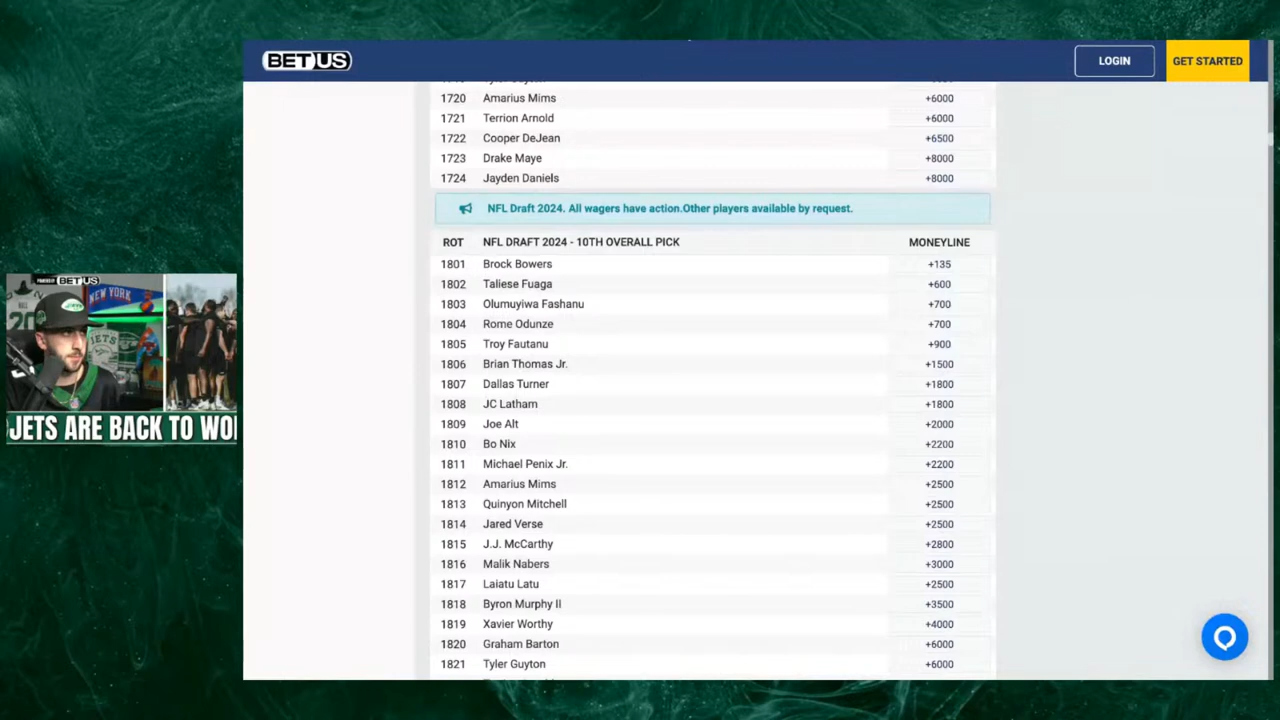 BETUS
LOGIN
GET STARTED
1720 Amarius Mims +6000
1721 Terrion Arnold +6000
1722 Cooper DeJean +6500
1723 Drake Maye +8000
1724 Jayden Daniels +8000
NFL Draft 2024. All wagers have action.Other players available by request.
ROT NFL DRAFT 2024 - 10TH OVERALL PICK MONEYLINE
1801 Brock Bowers +135
1802 Taliese Fuaga +600
1803 Olumuyiwa Fashanu +700
1804 Rome Odunze +700
1805 Troy Fautanu +900
1806 Brian Thomas Jr. +1500
1807 Dallas Turner +1800
1808 JC Latham +1800
1809 Joe Alt +2000
1810 Bo Nix +2200
1811 Michael Penix Jr. +2200
1812 Amarius Mims +2500
1813 Quinyon Mitchell +2500
1814 Jared Verse +2500
1815 J.J. McCarthy +2800
1816 Malik Nabers +3000
1817 Laiatu Latu +2500
1818 Byron Murphy II +3500
1819 Xavier Worthy +4000
1820 Graham Barton +6000
1821 Tyler Guyton +6000
POWERED BY BETUS
NEW YORK
20
JETS
JETS ARE BACK TO WO